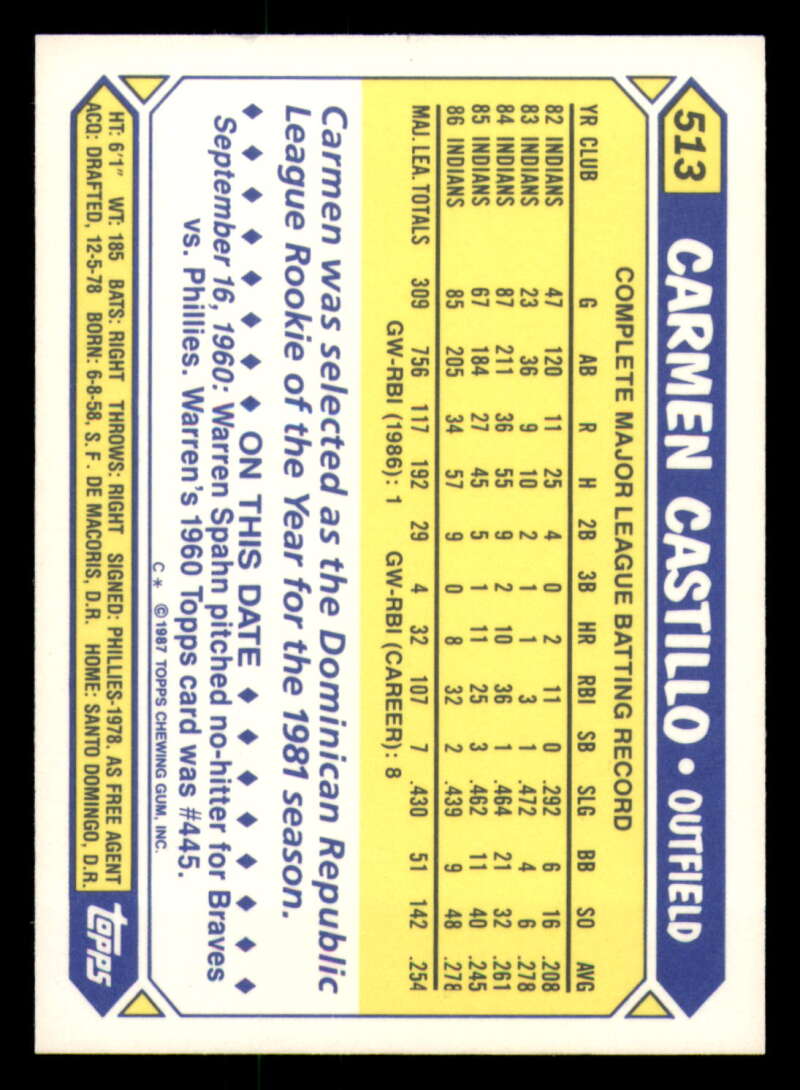 513 CARMEN CASTILLO • OUTFIELD
COMPLETE MAJOR LEAGUE BATTING RECORD
YR CLUB G AB R H 2B 3B HR RBI SB SLG BB SO AVG
82 INDIANS 47 120 11 25 4 0 2 11 0 .292 6 16 .208
83 INDIANS 23 36 9 10 2 1 1 3 1 .472 4 6 .278
84 INDIANS 87 211 36 55 9 2 10 36 1 .464 21 32 .261
85 INDIANS 67 184 27 45 5 1 11 25 3 .462 11 40 .245
86 INDIANS 85 205 34 57 9 0 8 32 2 .439 9 48 .278
MAJ. LEA. TOTALS 309 756 117 192 29 4 32 107 7 .430 51 142 .254
GW-RBI (1986): 1 GW-RBI (CAREER): 8
Carmen was selected as the Dominican Republic
League Rookie of the Year for the 1981 season.
◆ ◆ ◆ ◆ ◆ ◆ ◆ ◆ ON THIS DATE ◆ ◆ ◆ ◆ ◆ ◆ ◆ ◆
September 16, 1960: Warren Spahn pitched no-hitter for Braves
vs. Phillies. Warren's 1960 Topps card was #445.
C * ©1987 TOPPS CHEWING GUM, INC.
HT: 6'1" WT: 185 BATS: RIGHT THROWS: RIGHT SIGNED: PHILLIES-1978. AS FREE AGENT
ACQ: DRAFTED, 12-5-78 BORN: 6-8-58, S. F. DE MACORIS, D.R. HOME: SANTO DOMINGO, D.R.
topps